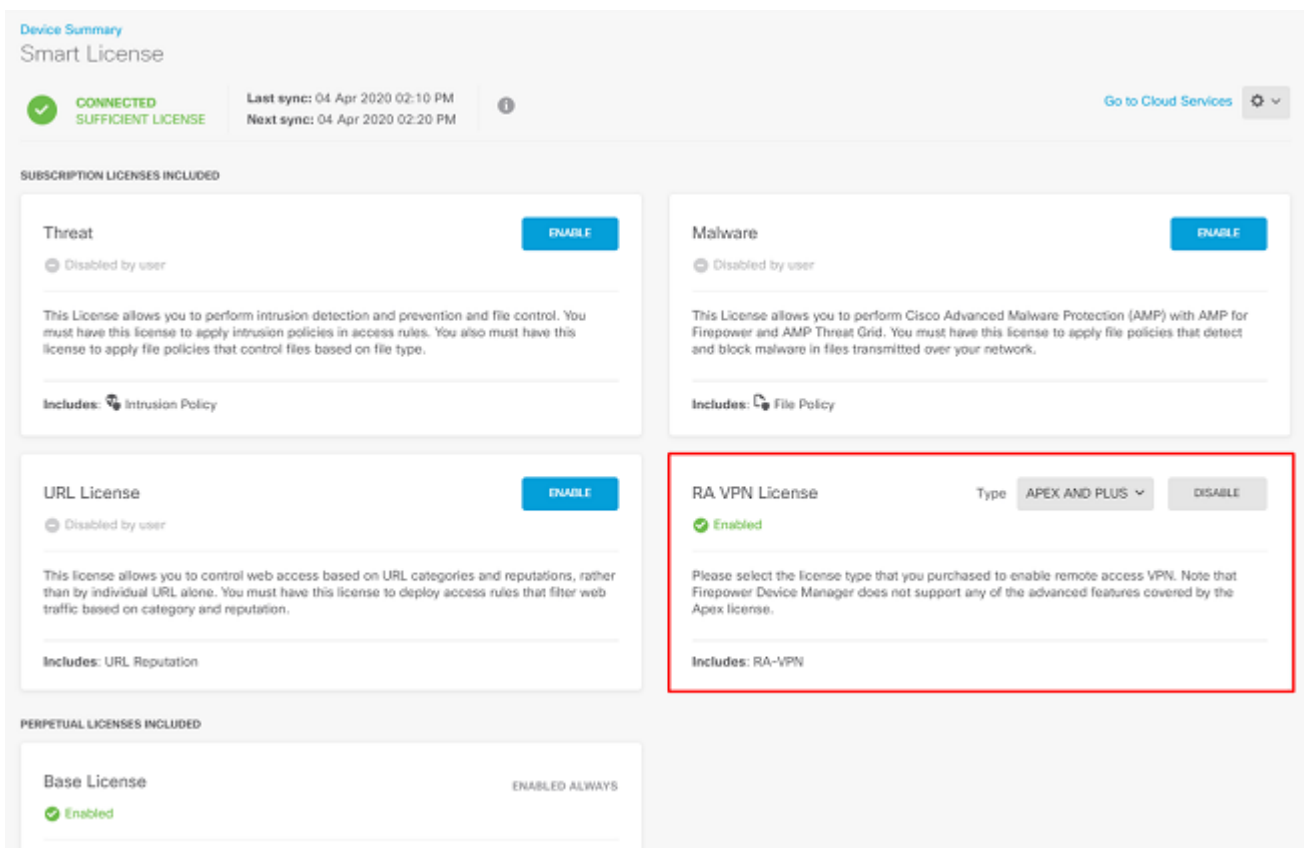 Device Summary
Smart License
CONNECTED
SUFFICIENT LICENSE
Last sync: 04 Apr 2020 02:10 PM
Next sync: 04 Apr 2020 02:20 PM
Go to Cloud Services
SUBSCRIPTION LICENSES INCLUDED
Threat
ENABLE
Disabled by user
This License allows you to perform intrusion detection and prevention and file control. You
must have this license to apply intrusion policies in access rules. You also must have this
license to apply file policies that control files based on file type.
Includes: Intrusion Policy
Malware
ENABLE
Disabled by user
This License allows you to perform Cisco Advanced Malware Protection (AMP) with AMP for
Firepower and AMP Threat Grid. You must have this license to apply file policies that detect
and block malware in files transmitted over your network.
Includes: File Policy
URL License
ENABLE
Disabled by user
This license allows you to control web access based on URL categories and reputations, rather
than by individual URL alone. You must have this license to deploy access rules that filter web
traffic based on category and reputation.
Includes: URL Reputation
RA VPN License
Type APEX AND PLUS
DISABLE
Enabled
Please select the license type that you purchased to enable remote access VPN. Note that
Firepower Device Manager does not support any of the advanced features covered by the
Apex license.
Includes: RA-VPN
PERPETUAL LICENSES INCLUDED
Base License
ENABLED ALWAYS
Enabled